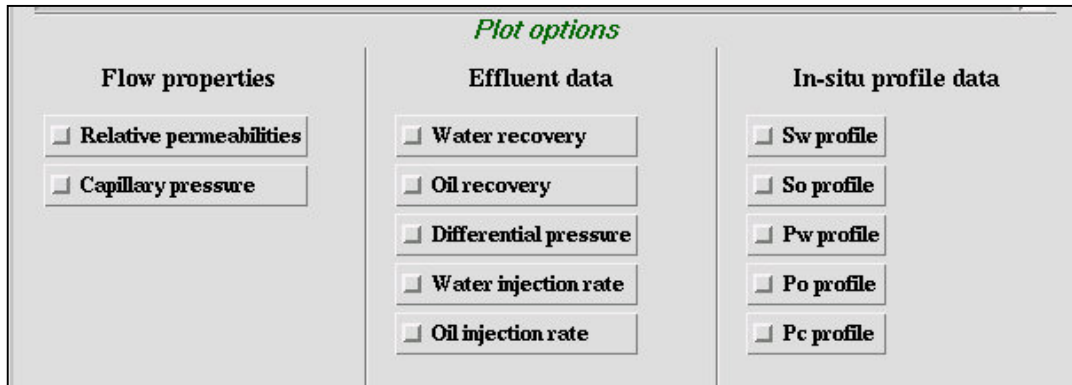 Plot options
Flow properties
Relative permeabilities
Capillary pressure
Effluent data
Water recovery
Oil recovery
Differential pressure
Water injection rate
Oil injection rate
In-situ profile data
Sw profile
So profile
Pw profile
Po profile
Pc profile